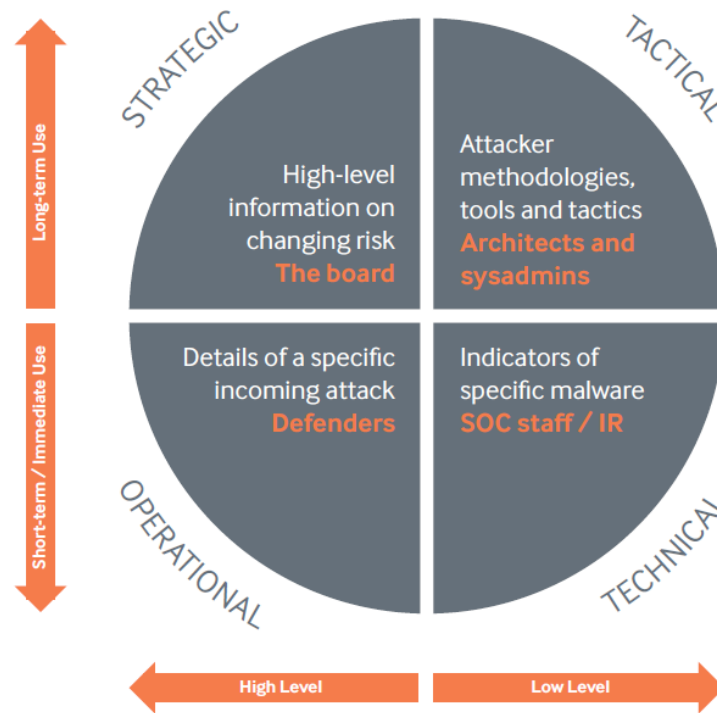 STRATEGIC
TACTICAL
Long-term Use
High-level
information on
changing risk
The board
Attacker
methodologies,
tools and tactics
Architects and
sysadmins
Short-term / Immediate Use
Details of a specific
incoming attack
Defenders
Indicators of
specific malware
SOC staff / IR
OPERATIONAL
TECHNICAL
High Level
Low Level